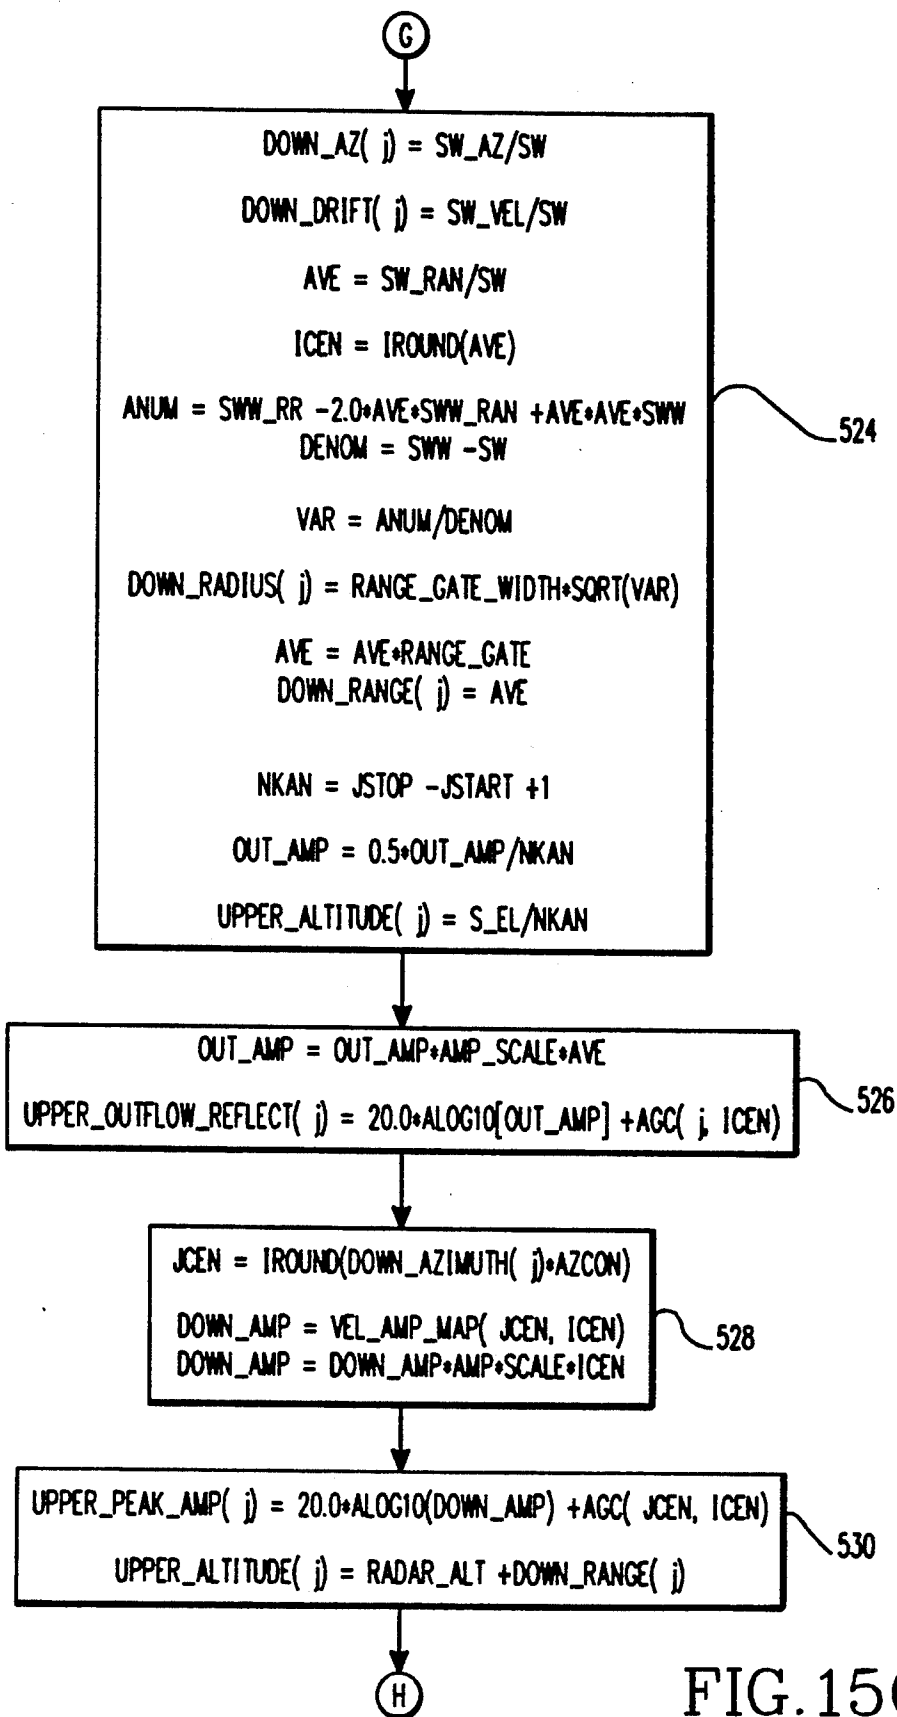 G
DOWN_AZ( j) = SW_AZ/SW
DOWN_DRIFT( j) = SW_VEL/SW
AVE = SW_RAN/SW
ICEN = IROUND(AVE)
ANUM = SWW_RR -2.0*AVE*SWW_RAN +AVE*AVE*SWW
DENOM = SWW -SW
VAR = ANUM/DENOM
DOWN_RADIUS( j) = RANGE_GATE_WIDTH*SQRT(VAR)
AVE = AVE*RANGE_GATE
DOWN_RANGE( j) = AVE
NKAN = JSTOP -JSTART +1
OUT_AMP = 0.5*OUT_AMP/NKAN
UPPER_ALTITUDE( j) = S_EL/NKAN
524
OUT_AMP = OUT_AMP*AMP_SCALE*AVE
UPPER_OUTFLOW_REFLECT( j) = 20.0*ALOG10[OUT_AMP] +AGC( j, ICEN)
526
JCEN = IROUND(DOWN_AZIMUTH( j)*AZCON)
DOWN_AMP = VEL_AMP_MAP( JCEN, ICEN)
DOWN_AMP = DOWN_AMP*AMP*SCALE*ICEN
528
UPPER_PEAK_AMP( j) = 20.0*ALOG10(DOWN_AMP) +AGC( JCEN, ICEN)
UPPER_ALTITUDE( j) = RADAR_ALT +DOWN_RANGE( j)
530
H
FIG.15